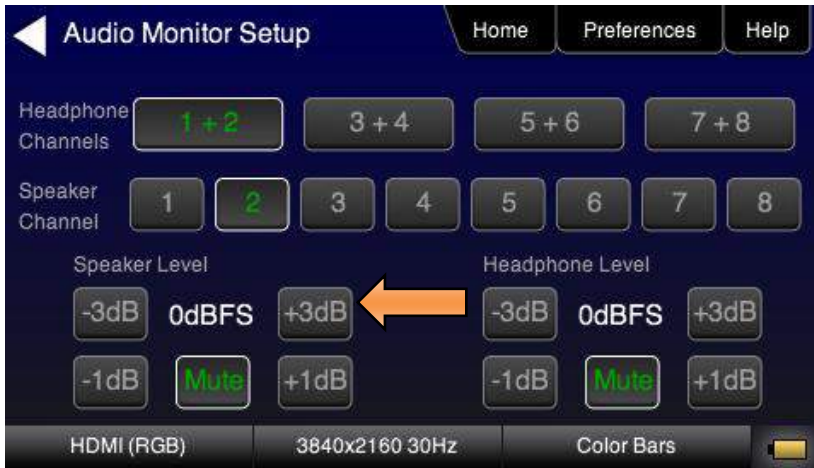 Audio Monitor Setup
Home Preferences Help
Headphone
Channels
1 + 2 3 + 4 5 + 6 7 + 8
Speaker
Channel
1 2 3 4 5 6 7 8
Speaker Level Headphone Level
-3dB 0dBFS +3dB -3dB 0dBFS +3dB
-1dB Mute +1dB -1dB Mute +1dB
HDMI (RGB) 3840x2160 30Hz Color Bars